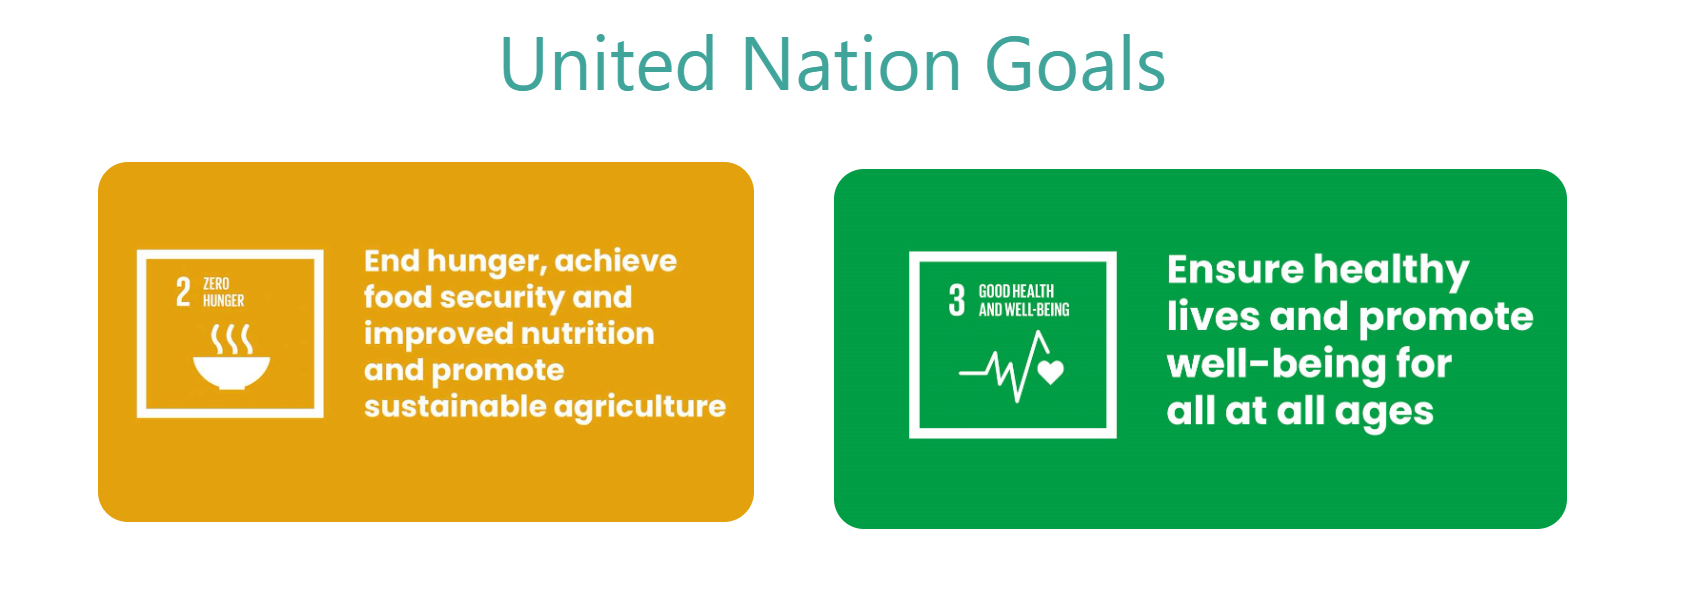 United Nation Goals
2 ZERO
HUNGER
End hunger, achieve
food security and
improved nutrition
and promote
sustainable agriculture
3 GOOD HEALTH
AND WELL-BEING
Ensure healthy
lives and promote
well-being for
all at all ages